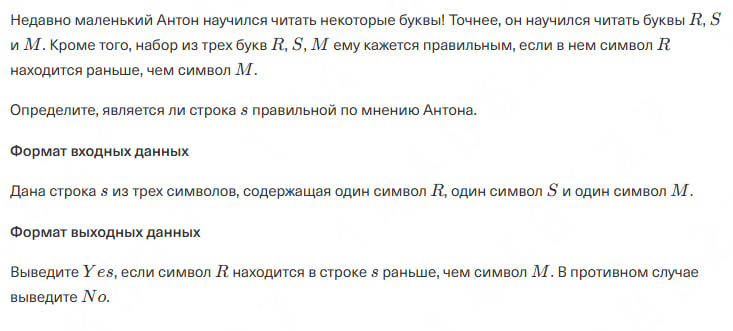 Недавно маленький Антон научился читать некоторые буквы! Точнее, он научился читать буквы R, S
и M. Кроме того, набор из трех букв R, S, M ему кажется правильным, если в нем символ R
находится раньше, чем символ M.
Определите, является ли строка s правильной по мнению Антона.
Формат входных данных
Дана строка s из трех символов, содержащая один символ R, один символ S и один символ M.
Формат выходных данных
Выведите Yes, если символ R находится в строке s раньше, чем символ M. В противном случае
выведите No.